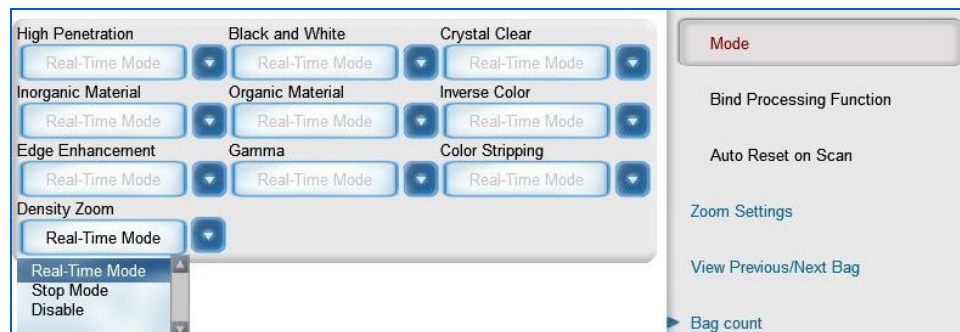 High Penetration Black and White Crystal Clear
Real-Time Mode Real-Time Mode Real-Time Mode
Inorganic Material Organic Material Inverse Color
Real-Time Mode Real-Time Mode Real-Time Mode
Edge Enhancement Gamma Color Stripping
Real-Time Mode Real-Time Mode Real-Time Mode
Density Zoom
Real-Time Mode
Real-Time Mode
Stop Mode
Disable
Mode
Bind Processing Function
Auto Reset on Scan
Zoom Settings
View Previous/Next Bag
Bag count